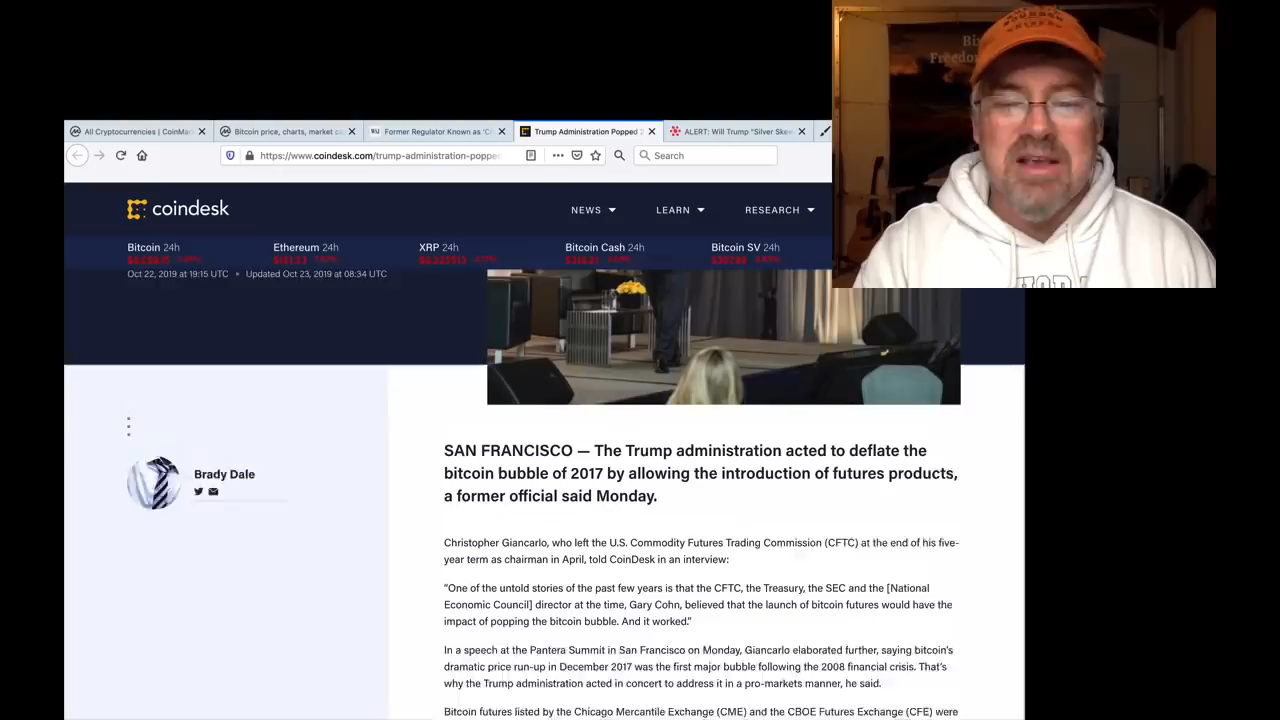 All Cryptocurrencies | CoinMar
Bitcoin price, charts, market ca
Former Regulator Known as 'C
Trump Administration Popped 2
ALERT: Will Trump "Silver Skew
https://www.coindesk.com/trump-administration-poppe
Search
coindesk
NEWS
LEARN
RESEARCH
Bitcoin 24h
Ethereum 24h
XRP 24h
Bitcoin Cash 24h
Bitcoin SV 24h
Oct 22, 2019 at 19:15 UTC • Updated Oct 23, 2019 at 08:34 UTC
Brady Dale
SAN FRANCISCO — The Trump administration acted to deflate the
bitcoin bubble of 2017 by allowing the introduction of futures products,
a former official said Monday.
Christopher Giancarlo, who left the U.S. Commodity Futures Trading Commission (CFTC) at the end of his five-
year term as chairman in April, told CoinDesk in an interview:
“One of the untold stories of the past few years is that the CFTC, the Treasury, the SEC and the [National
Economic Council] director at the time, Gary Cohn, believed that the launch of bitcoin futures would have the
impact of popping the bitcoin bubble. And it worked.”
In a speech at the Pantera Summit in San Francisco on Monday, Giancarlo elaborated further, saying bitcoin’s
dramatic price run-up in December 2017 was the first major bubble following the 2008 financial crisis. That’s
why the Trump administration acted in concert to address it in a pro-markets manner, he said.
Bitcoin futures listed by the Chicago Mercantile Exchange (CME) and the CBOE Futures Exchange (CFE) were